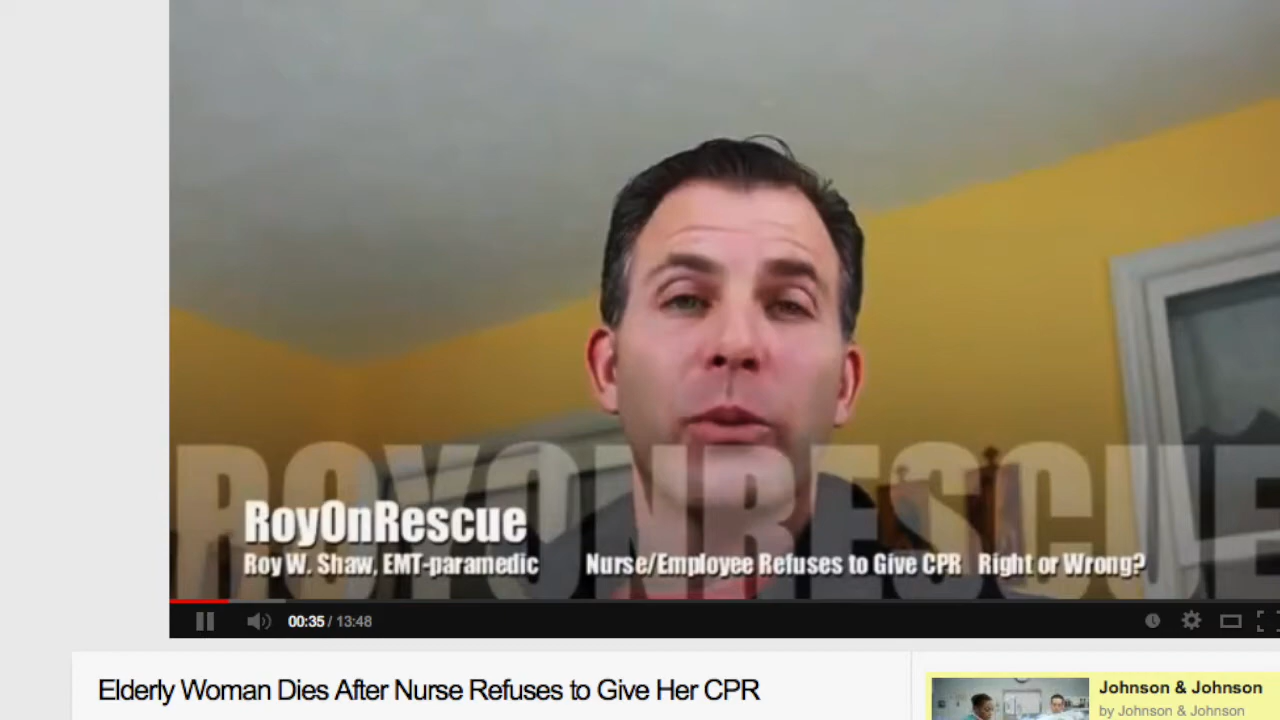 ROYONRESCUE
RoyOnRescue
Roy W. Shaw, EMT-paramedic Nurse/Employee Refuses to Give CPR Right or Wrong?
00:35 / 13:48
Elderly Woman Dies After Nurse Refuses to Give Her CPR
Johnson & Johnson
by Johnson & Johnson